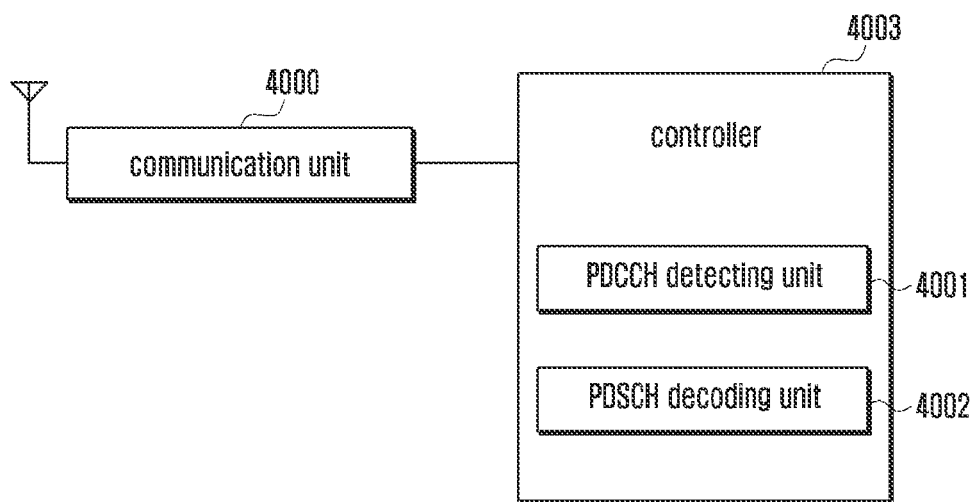 4003
4000
controller
communication unit
PDCCH detecting unit
4001
PDSCH decoding unit
4002